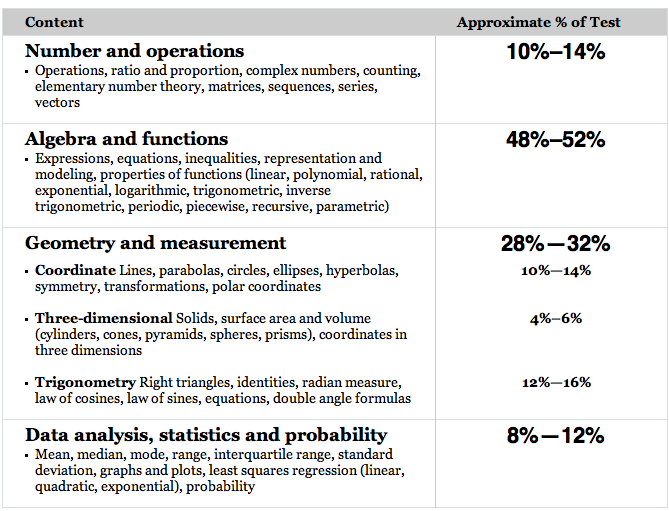 Content Approximate % of Test
Number and operations 10%–14%
▪ Operations, ratio and proportion, complex numbers, counting,
elementary number theory, matrices, sequences, series,
vectors
Algebra and functions 48%–52%
▪ Expressions, equations, inequalities, representation and
modeling, properties of functions (linear, polynomial, rational,
exponential, logarithmic, trigonometric, inverse
trigonometric, periodic, piecewise, recursive, parametric)
Geometry and measurement 28%—32%
▪ Coordinate Lines, parabolas, circles, ellipses, hyperbolas, 10%—14%
symmetry, transformations, polar coordinates
▪ Three-dimensional Solids, surface area and volume 4%–6%
(cylinders, cones, pyramids, spheres, prisms), coordinates in
three dimensions
▪ Trigonometry Right triangles, identities, radian measure, 12%—16%
law of cosines, law of sines, equations, double angle formulas
Data analysis, statistics and probability 8%—12%
▪ Mean, median, mode, range, interquartile range, standard
deviation, graphs and plots, least squares regression (linear,
quadratic, exponential), probability